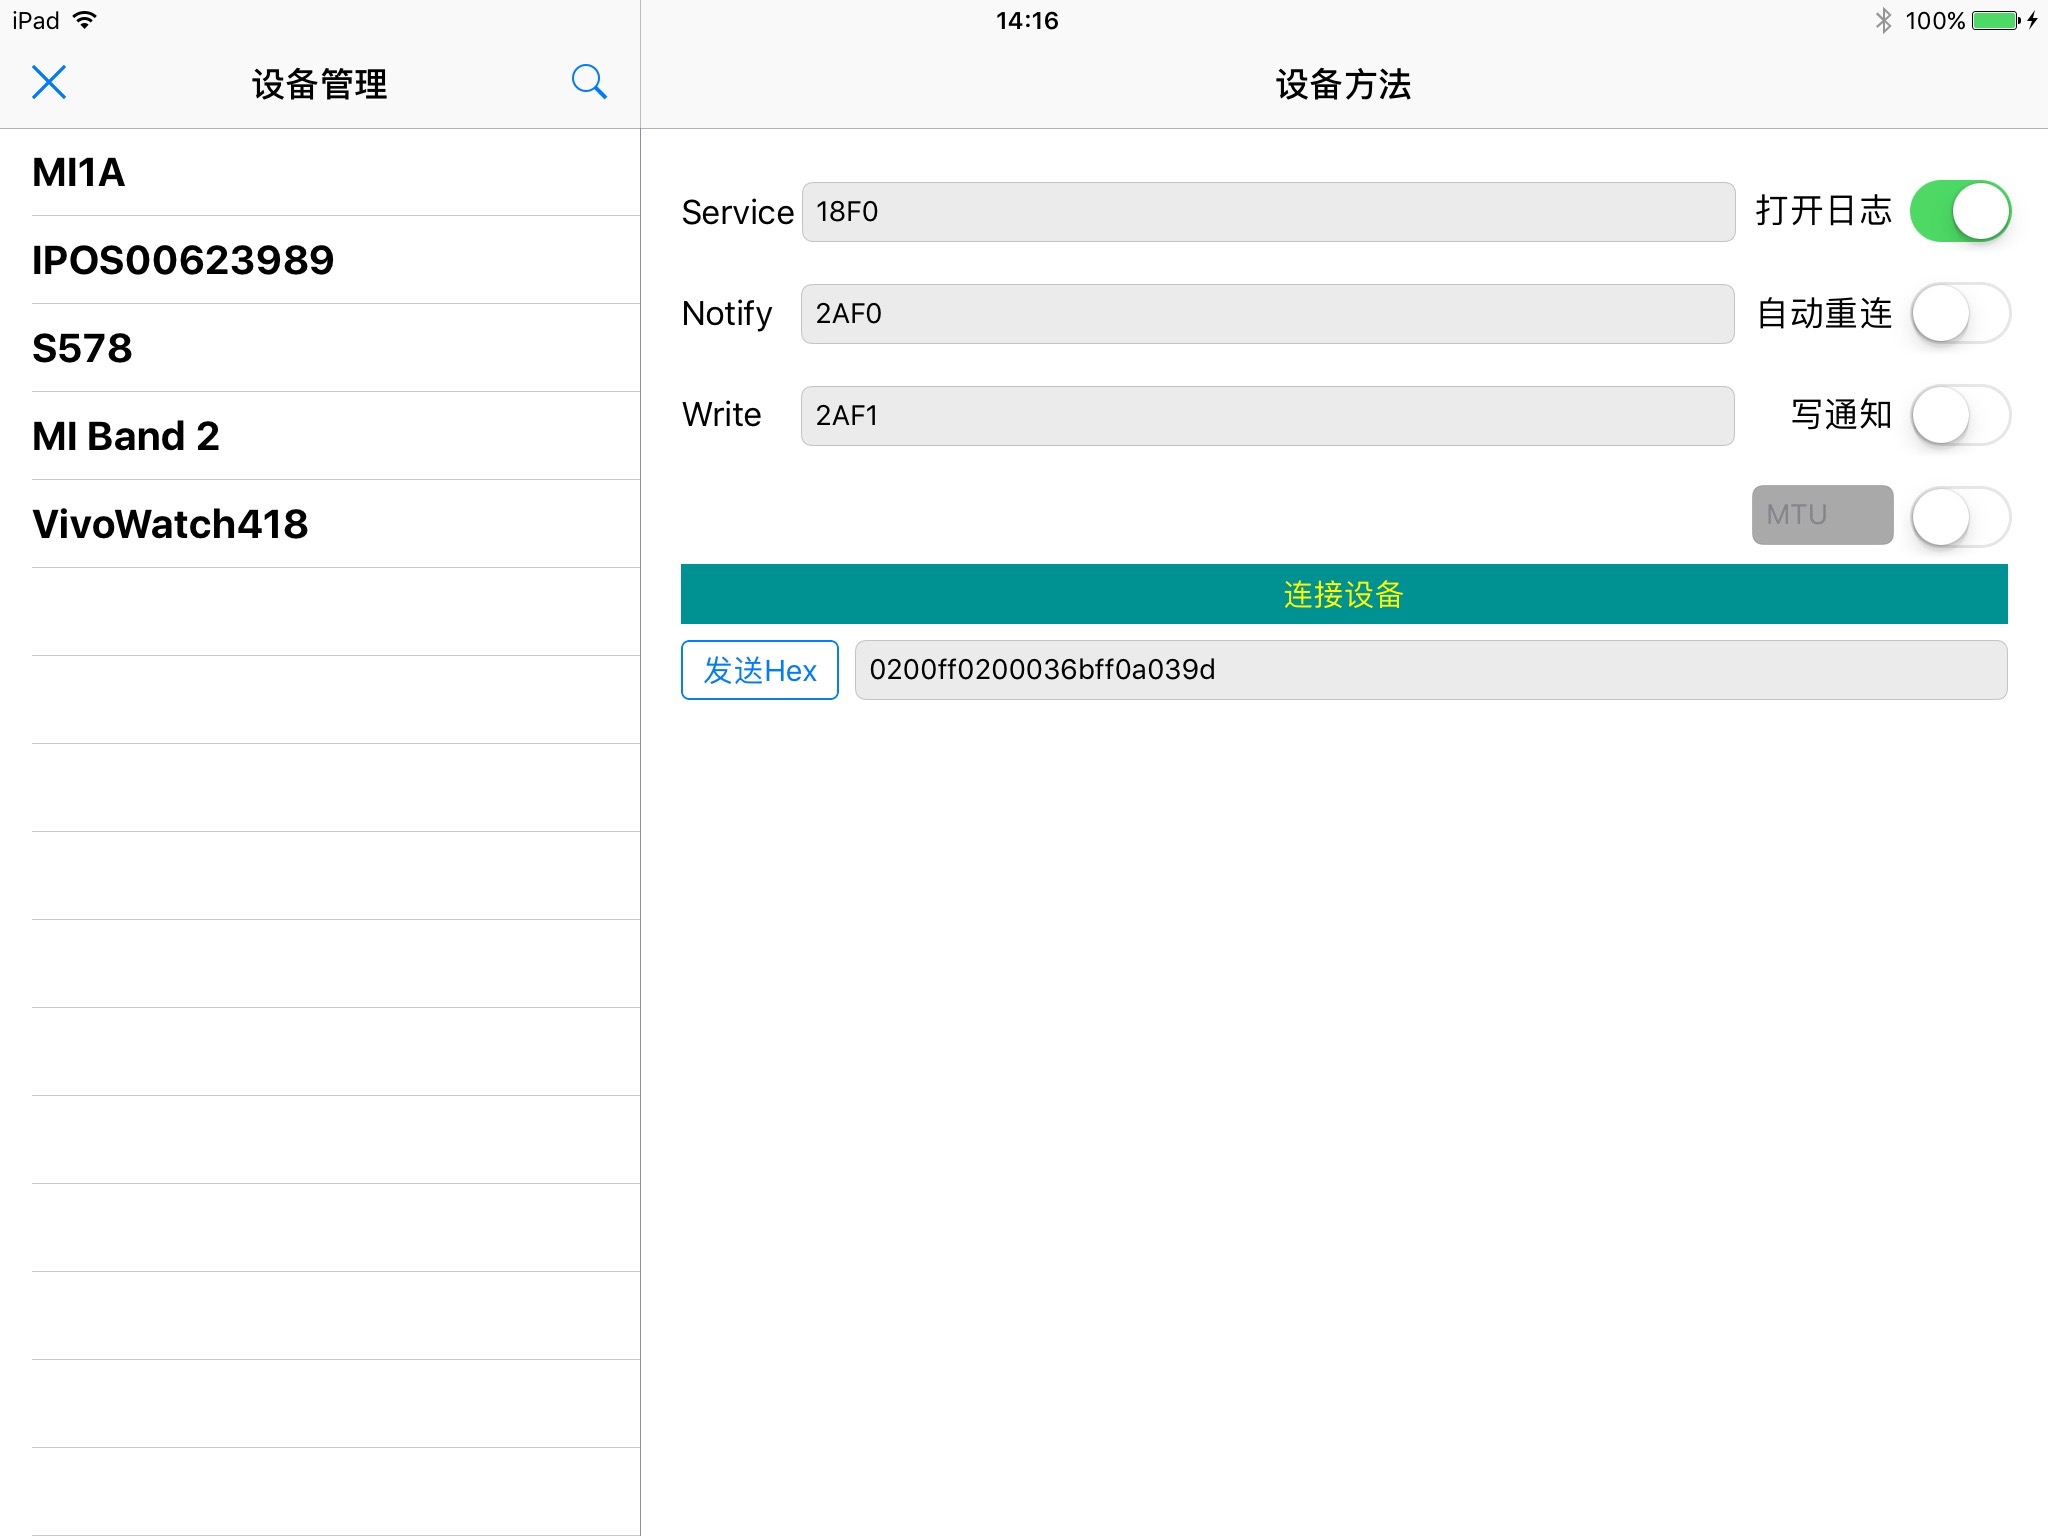 iPad 14:16 100%
设备管理
MI1A
IPOS00623989
S578
MI Band 2
VivoWatch418
设备方法
Service 18F0 打开日志
Notify 2AF0 自动重连
Write 2AF1 写通知
MTU
连接设备
发送Hex 0200ff0200036bff0a039d